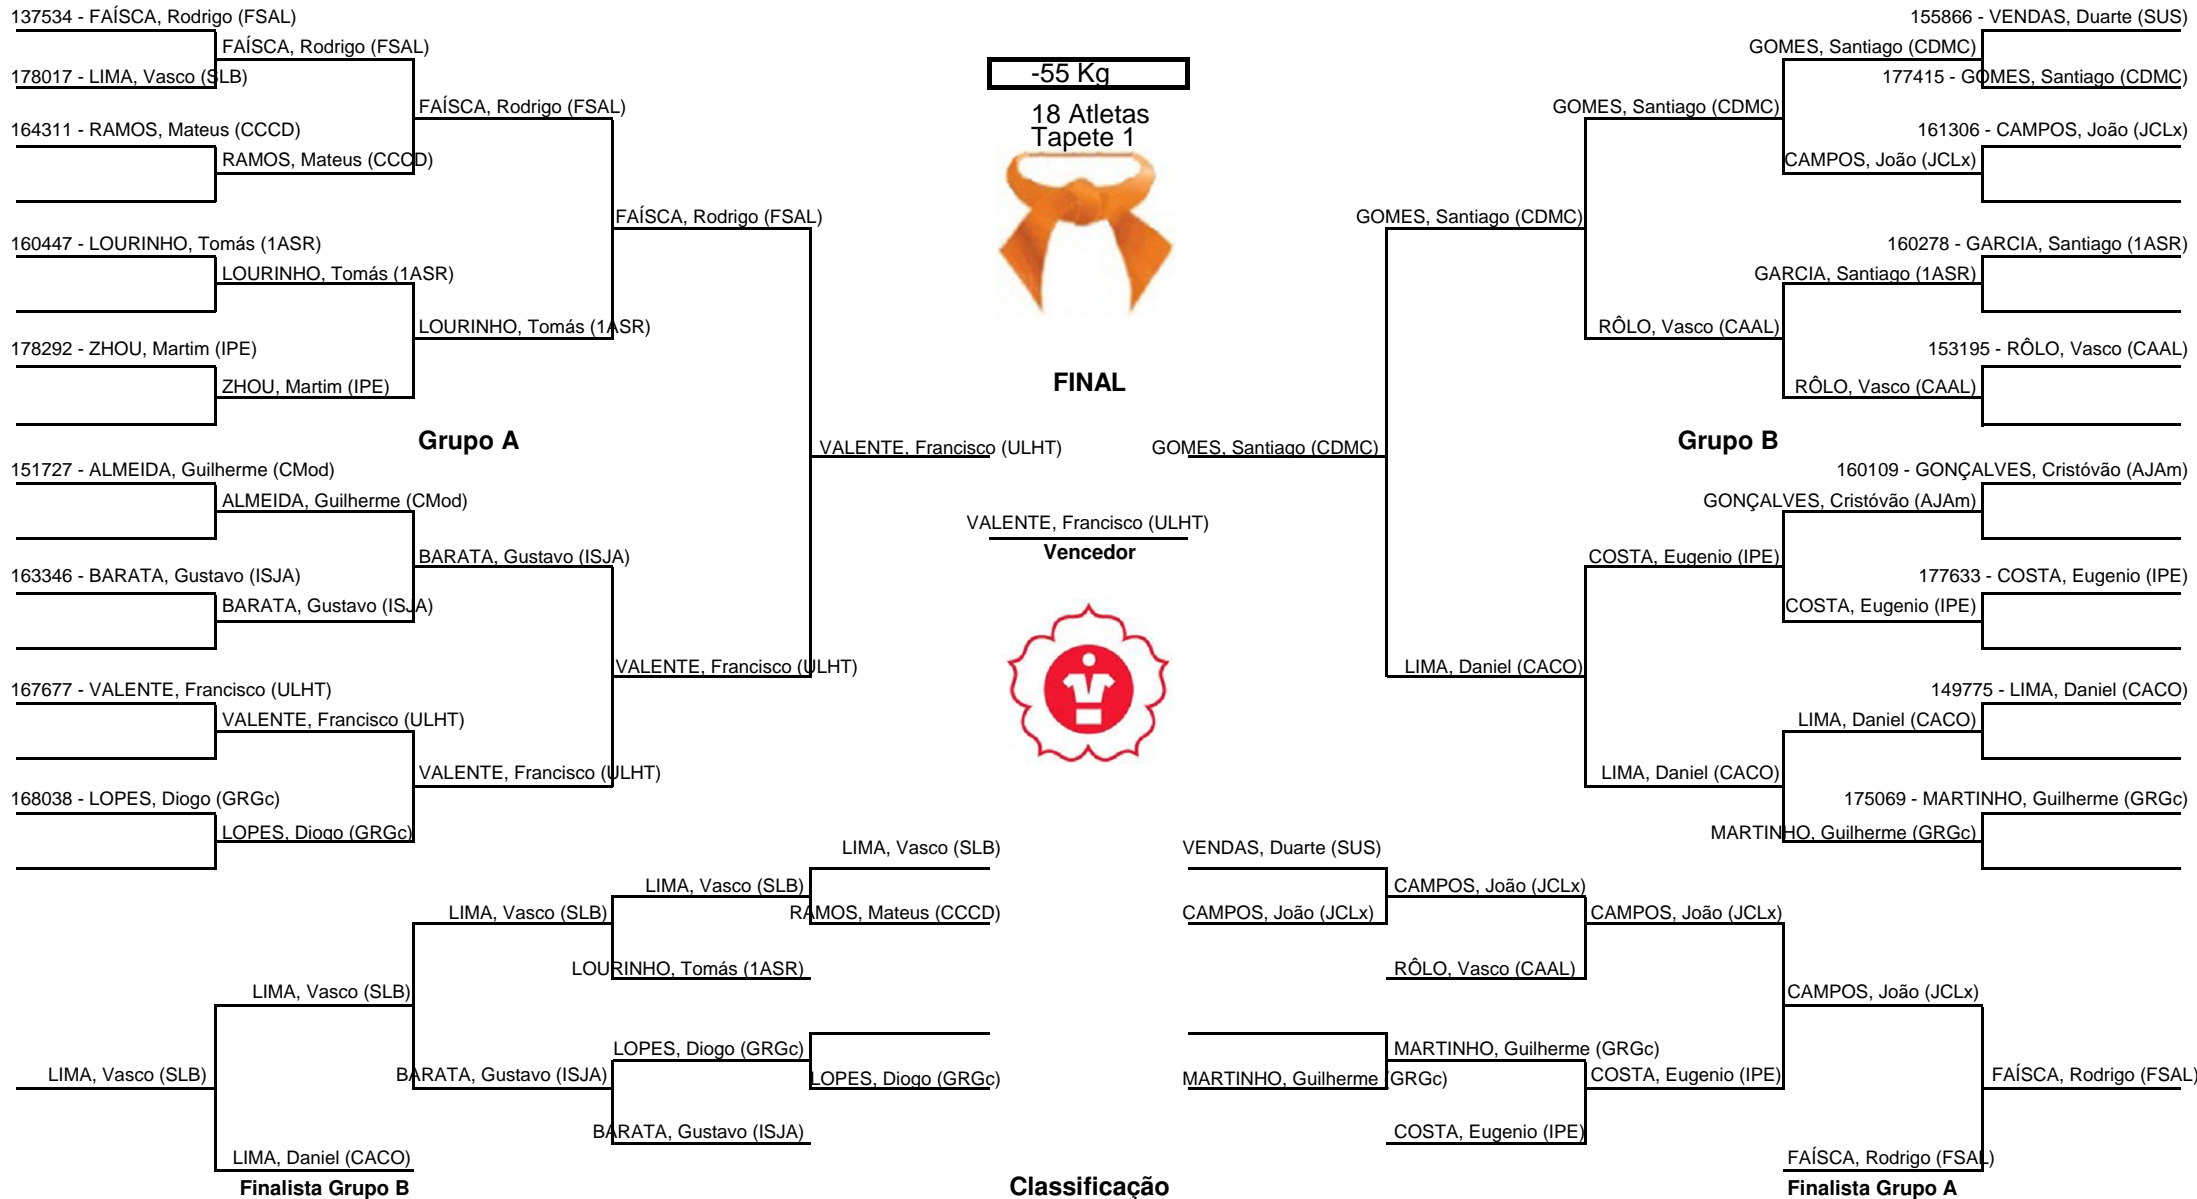 137534 - FAÍSCA, Rodrigo (FSAL)
FAÍSCA, Rodrigo (FSAL)
178017 - LIMA, Vasco (SLB)
FAÍSCA, Rodrigo (FSAL)
164311 - RAMOS, Mateus (CCCD)
RAMOS, Mateus (CCCD)
FAÍSCA, Rodrigo (FSAL)
160447 - LOURINHO, Tomás (1ASR)
LOURINHO, Tomás (1ASR)
LOURINHO, Tomás (1ASR)
178292 - ZHOU, Martim (IPE)
ZHOU, Martim (IPE)
Grupo A
VALENTE, Francisco (ULHT)
151727 - ALMEIDA, Guilherme (CMod)
ALMEIDA, Guilherme (CMod)
BARATA, Gustavo (ISJA)
163346 - BARATA, Gustavo (ISJA)
BARATA, Gustavo (ISJA)
VALENTE, Francisco (ULHT)
167677 - VALENTE, Francisco (ULHT)
VALENTE, Francisco (ULHT)
VALENTE, Francisco (ULHT)
168038 - LOPES, Diogo (GRGc)
LOPES, Diogo (GRGc)
-55 Kg
18 Atletas
Tapete 1
FINAL
VALENTE, Francisco (ULHT)
Vencedor
155866 - VENDAS, Duarte (SUS)
GOMES, Santiago (CDMC)
177415 - GOMES, Santiago (CDMC)
GOMES, Santiago (CDMC)
161306 - CAMPOS, João (JCLx)
CAMPOS, João (JCLx)
GOMES, Santiago (CDMC)
160278 - GARCIA, Santiago (1ASR)
GARCIA, Santiago (1ASR)
RÔLO, Vasco (CAAL)
153195 - RÔLO, Vasco (CAAL)
RÔLO, Vasco (CAAL)
Grupo B
GOMES, Santiago (CDMC)
160109 - GONÇALVES, Cristóvão (AJAm)
GONÇALVES, Cristóvão (AJAm)
COSTA, Eugenio (IPE)
177633 - COSTA, Eugenio (IPE)
COSTA, Eugenio (IPE)
LIMA, Daniel (CACO)
149775 - LIMA, Daniel (CACO)
LIMA, Daniel (CACO)
LIMA, Daniel (CACO)
175069 - MARTINHO, Guilherme (GRGc)
MARTINHO, Guilherme (GRGc)
LIMA, Vasco (SLB)
LIMA, Vasco (SLB)
RAMOS, Mateus (CCCD)
LIMA, Vasco (SLB)
LOURINHO, Tomás (1ASR)
LIMA, Vasco (SLB)
LOPES, Diogo (GRGc)
LOPES, Diogo (GRGc)
BARATA, Gustavo (ISJA)
LIMA, Vasco (SLB)
BARATA, Gustavo (ISJA)
LIMA, Daniel (CACO)
Finalista Grupo B
VENDAS, Duarte (SUS)
CAMPOS, João (JCLx)
CAMPOS, João (JCLx)
CAMPOS, João (JCLx)
RÔLO, Vasco (CAAL)
CAMPOS, João (JCLx)
MARTINHO, Guilherme (GRGc)
MARTINHO, Guilherme (GRGc)
COSTA, Eugenio (IPE)
FAÍSCA, Rodrigo (FSAL)
COSTA, Eugenio (IPE)
FAÍSCA, Rodrigo (FSAL)
Finalista Grupo A
Classificação